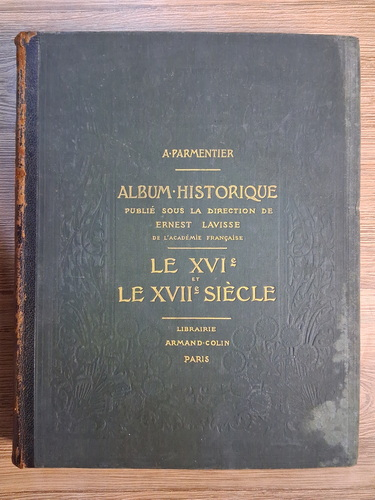 A·PARMENTIER
ALBUM·HISTORIQUE
PUBLIÉ SOUS LA DIRECTION DE
ERNEST LAVISSE
DE L'ACADÉMIE FRANÇAISE
LE XVIe
ET
LE XVIIe SIÈCLE
LIBRAIRIE
ARMAND·COLIN
PARIS